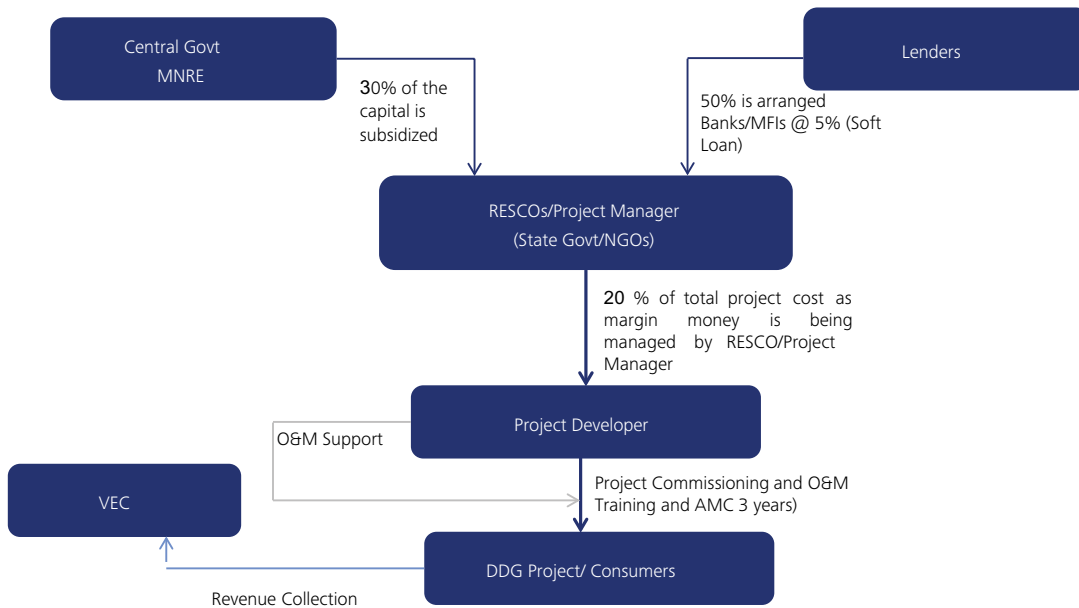 Central Govt
MNRE
Lenders
30% of the
capital is
subsidized
50% is arranged
Banks/MFIs @ 5% (Soft
Loan)
RESCOs/Project Manager
(State Govt/NGOs)
20 % of total project cost as
margin money is being
managed by RESCO/Project
Manager
Project Developer
O&M Support
Project Commissioning and O&M
Training and AMC 3 years)
VEC
DDG Project/ Consumers
Revenue Collection